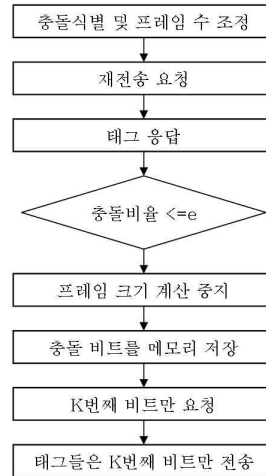 충돌식별 및 프레임 수 조정
재전송 요청
태그 응답
충돌비율 <=e
프레임 크기 계산 중지
충돌 비트를 메모리 저장
K번째 비트만 요청
태그들은 K번째 비트만 전송